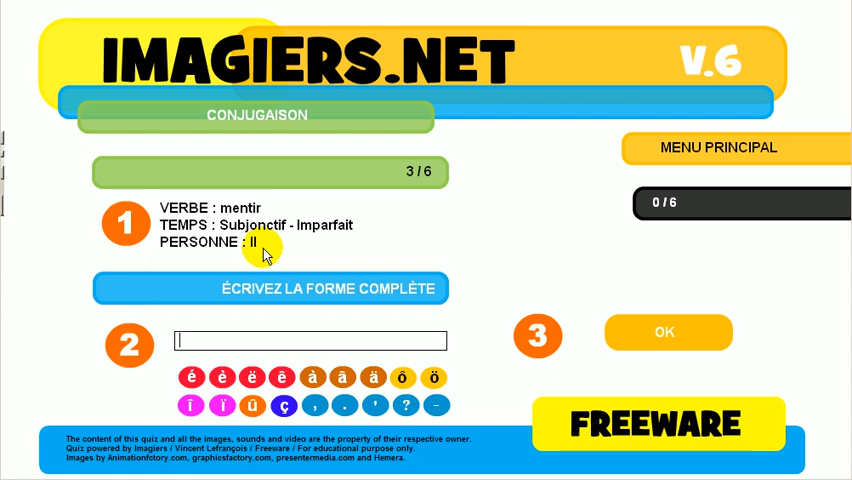 IMAGIERS.NET
V.6
CONJUGAISON
MENU PRINCIPAL
3 / 6
0 / 6
1
VERBE : mentir
TEMPS : Subjonctif - Imparfait
PERSONNE : Il
ÉCRIVEZ LA FORME COMPLÈTE
2
3
OK
é è ë ê à â ä ô ö
î ï û ç , . ' ? -
FREEWARE
The content of this quiz and all the images, sounds and video are the property of their respective owner.
Quiz powered by Imagiers / Vincent Lefrançois / Freeware / For educational purpose only.
Images by Animationfctory.com, graphicsfactory.com, presentermedia.com and Hemera.